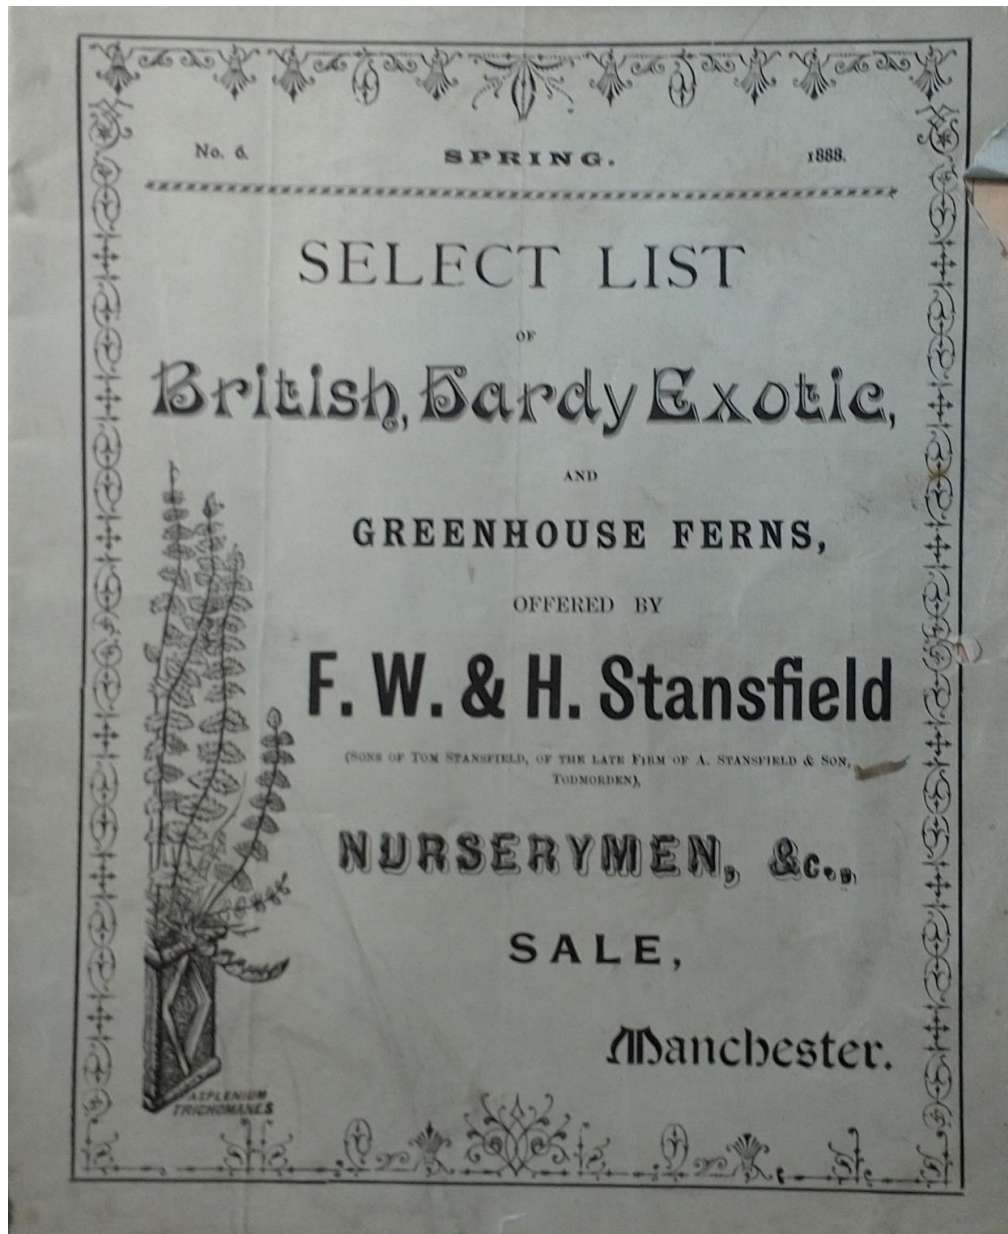 No. 6. SPRING. 1888.
SELECT LIST
OF
British, Hardy Exotic,
AND
GREENHOUSE FERNS,
OFFERED BY
F. W. & H. Stansfield
(SONS OF TOM STANSFIELD, OF THE LATE FIRM OF A. STANSFIELD & SON,
TODMORDEN),
NURSERYMEN, &c.,
SALE,
Manchester.
ASPLENIUM
TRICHOMANES